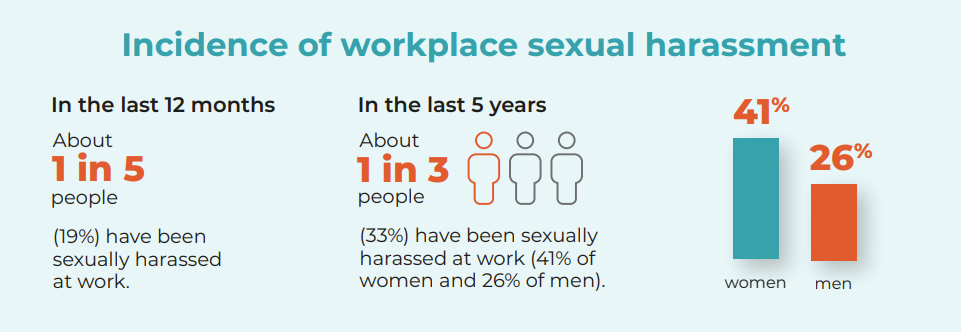 Incidence of workplace sexual harassment
In the last 12 months
About
1 in 5
people
(19%) have been
sexually harassed
at work.
In the last 5 years
About
1 in 3
people
(33%) have been sexually
harassed at work (41% of
women and 26% of men).
41%
26%
women
men